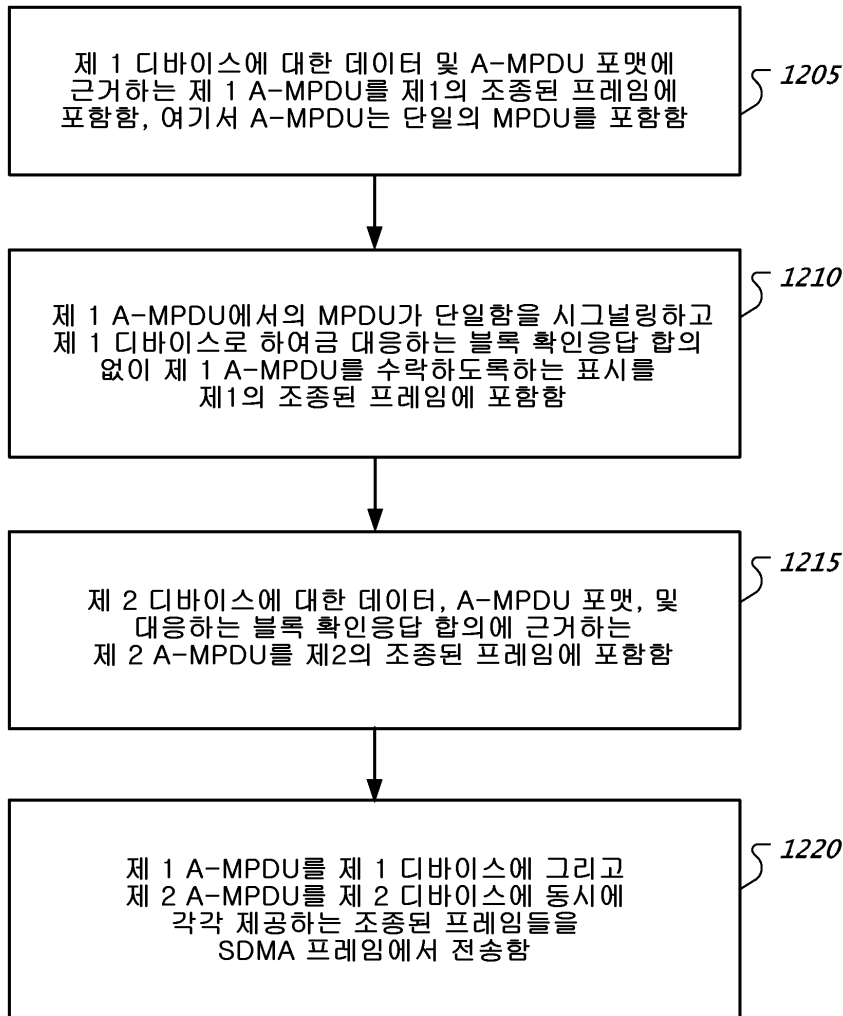 제 1 디바이스에 대한 데이터 및 A-MPDU 포맷에
근거하는 제 1 A-MPDU를 제1의 조종된 프레임에
포함함, 여기서 A-MPDU는 단일의 MPDU를 포함함
1205
제 1 A-MPDU에서의 MPDU가 단일함을 시그널링하고
제 1 디바이스로 하여금 대응하는 블록 확인응답 합의
없이 제 1 A-MPDU를 수락하도록하는 표시를
제1의 조종된 프레임에 포함함
1210
제 2 디바이스에 대한 데이터, A-MPDU 포맷, 및
대응하는 블록 확인응답 합의에 근거하는
제 2 A-MPDU를 제2의 조종된 프레임에 포함함
1215
제 1 A-MPDU를 제 1 디바이스에 그리고
제 2 A-MPDU를 제 2 디바이스에 동시에
각각 제공하는 조종된 프레임들을
SDMA 프레임에서 전송함
1220